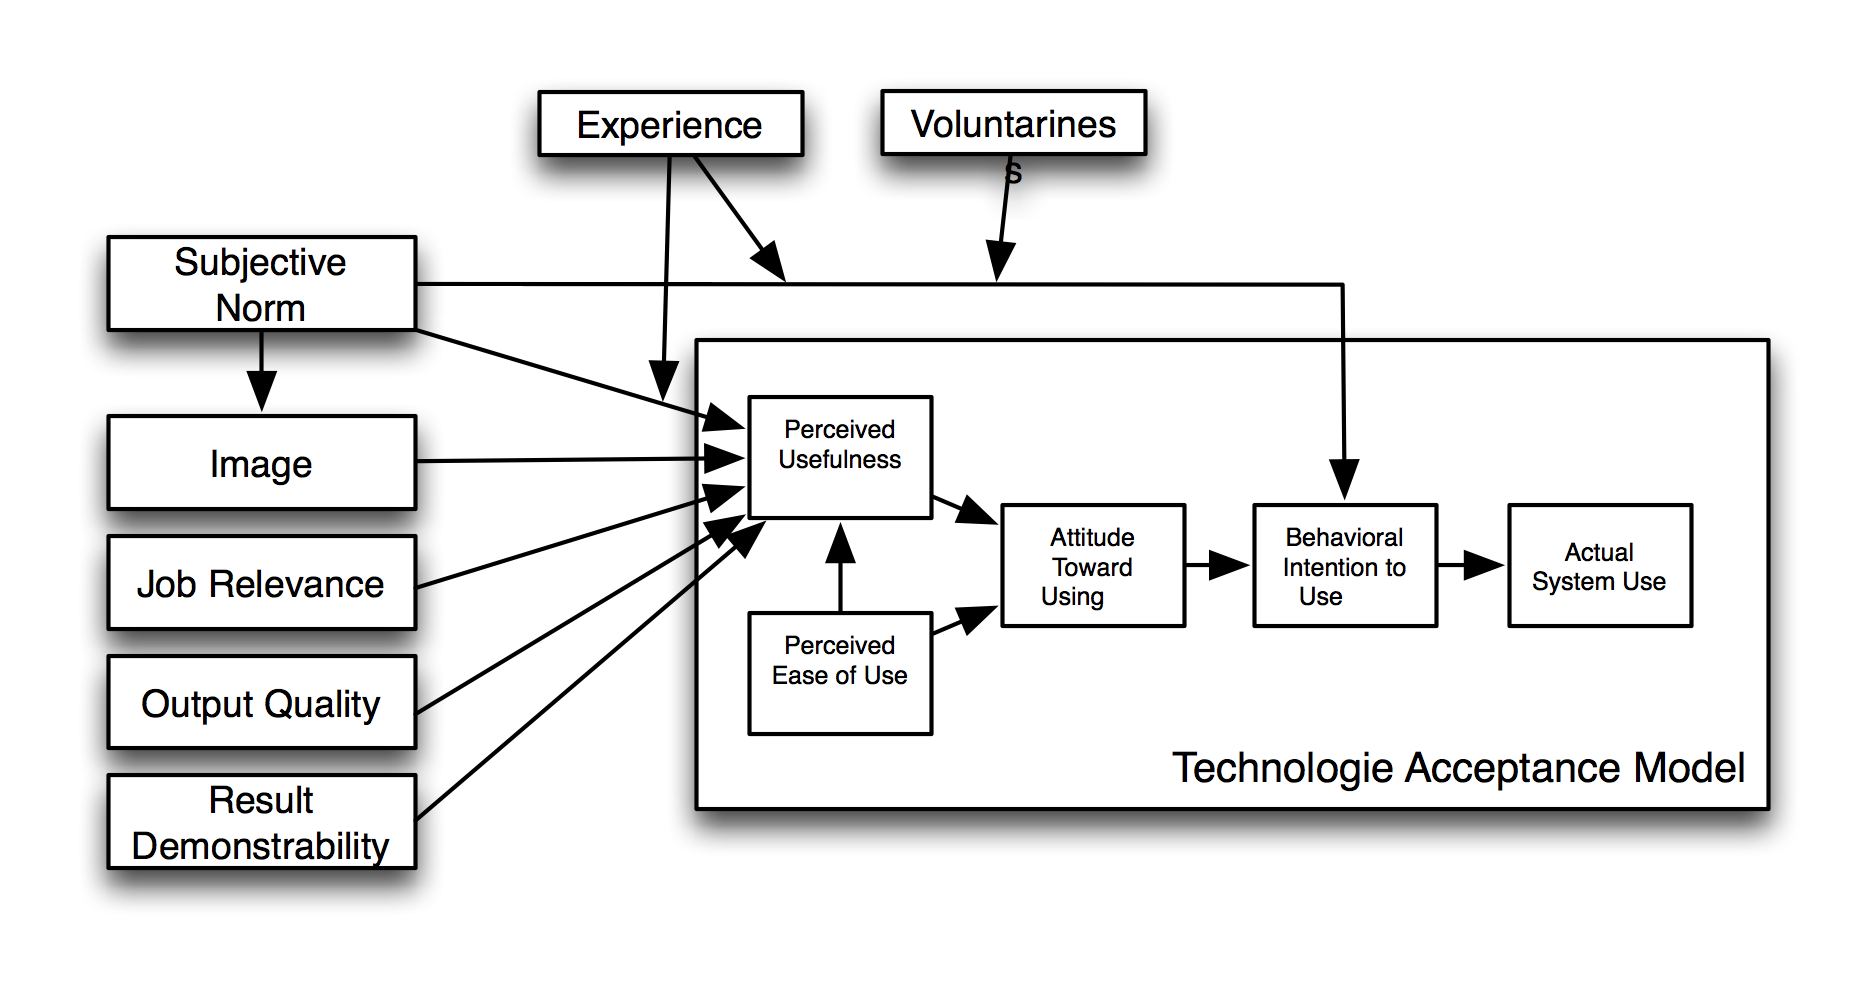 Experience
Voluntarines
s
Subjective
Norm
Image
Job Relevance
Output Quality
Result
Demonstrability
Perceived
Usefulness
Perceived
Ease of Use
Attitude
Toward
Using
Behavioral
Intention to
Use
Actual
System Use
Technologie Acceptance Model